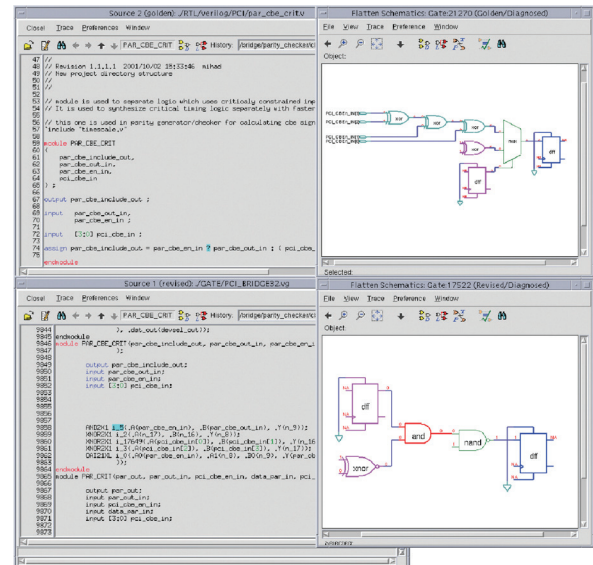 Source 2 (golden): ./RTL/verilog/PCI/par_cbe_crit.v
Close! Trace Preferences Window
PAR_CBE_CRIT History: /bridge/parity_checker/
47 //
48 // Revision 1.1.1.1 2001/10/02 15:33:46 mihad
49 // New project directory structure
50 //
51 //
52
53 // module is used to separate logic which uses criticaly constrained inp
54 // It is used to synthesize critical timing logic separately with faster
55
56 // this one is used in parity generator/checker for calculating cbe sign
57 `include "timescale.v"
58
59 module PAR_CBE_CRIT
60 (
61 par_cbe_include_out,
62 par_cbe_out_in,
63 par_cbe_en_in,
64 pci_cbe_in
65 ) ;
66
67 output par_cbe_include_out ;
68
69 input par_cbe_out_in,
70 par_cbe_en_in ;
71
72 input [3:0] pci_cbe_in ;
73
74 assign par_cbe_include_out = par_cbe_en_in ? par_cbe_out_in : ( pci_cbe_
75
76 endmodule
Flatten Schematics: Gate:21270 (Golden/Diagnosed)
File View Trace Preference Window
Object:
xor
xor
xor
xor
mux
dff
dff
Selected:
Source 1 (revised): ./GATE/PCI_BRIDGE32.vg
Close! Trace Preferences Window
PAR_CBE_CRIT History: /bridge/parity_checker/
9844 ), .dat_out(devsel_out));
9845 endmodule
9846 module PAR_CBE_CRIT(par_cbe_include_out, par_cbe_out_in, par_cbe_en_i
9847 );
9848
9849 output par_cbe_include_out;
9850 input par_cbe_out_in;
9851 input par_cbe_en_in;
9852 input [3:0] pci_cbe_in;
9853
9854
9855
9856
9857
9858 AND2X1 i_5(.A(par_cbe_en_in), .B(par_cbe_out_in), .Y(n_9));
9859 XNOR2X1 i_2(.A(n_17), .B(n_16), .Y(n_8));
9860 XNOR2X1 i_17649(.A(pci_cbe_in[0]), .B(pci_cbe_in[1]), .Y(n_16
9861 XNOR2X1 i_3(.A(pci_cbe_in[2]), .B(pci_cbe_in[3]), .Y(n_17));
9862 OAI21X1 i_0(.A0(par_cbe_en_in), .A1(n_8), .B0(n_9), .Y(par_cb
9863 ));
9864 endmodule
9865 module PAR_CRIT(par_out, par_out_in, pci_cbe_en_in, data_par_in, pci_
9866
9867 output par_out;
9868 input par_out_in;
9869 input pci_cbe_en_in;
9870 input data_par_in;
9871 input [3:0] pci_cbe_in;
9872
9873
Flatten Schematics: Gate:17522 (Revised/Diagnosed)
File View Trace Preference Window
Object:
dff
and
nand
dff
xnor